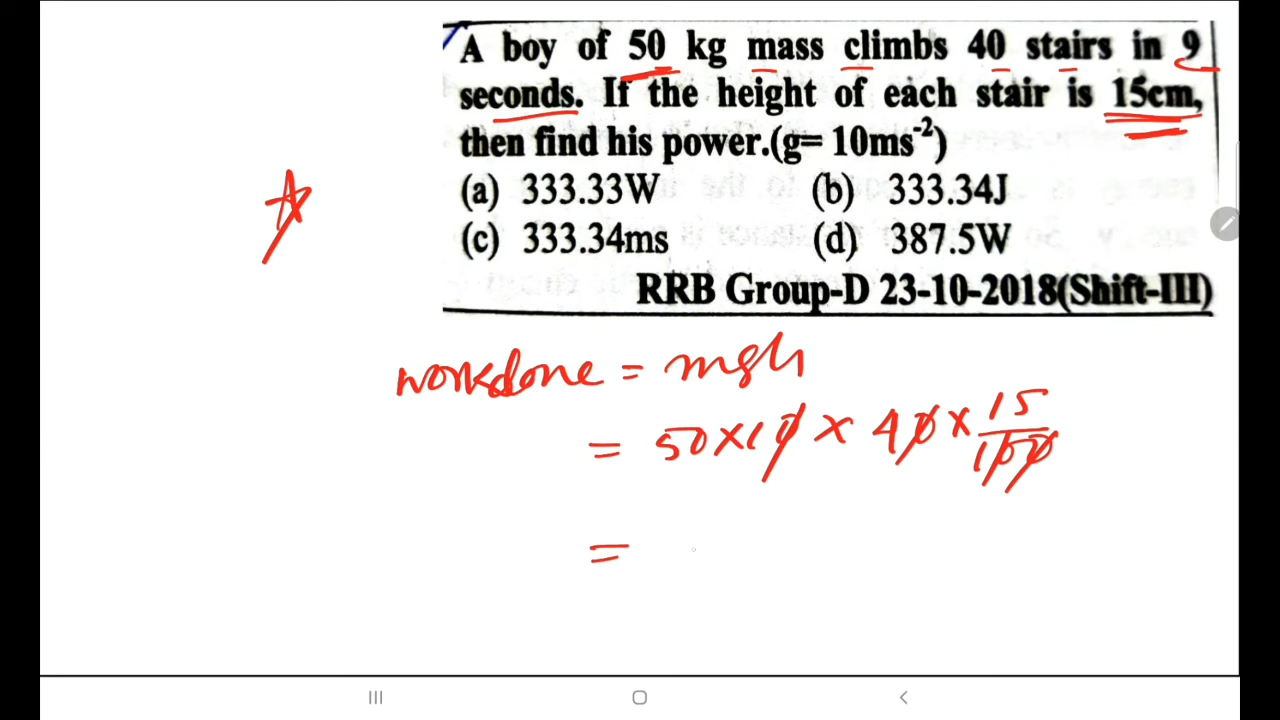 A boy of 50 kg mass climbs 40 stairs in 9
seconds. If the height of each stair is 15cm,
then find his power.(g= 10ms⁻²)
(a) 333.33W (b) 333.34J
(c) 333.34ms (d) 387.5W
RRB Group-D 23-10-2018(Shift-III)
workdone = mgh
= 50 × 10 × 40 × 15/100
=